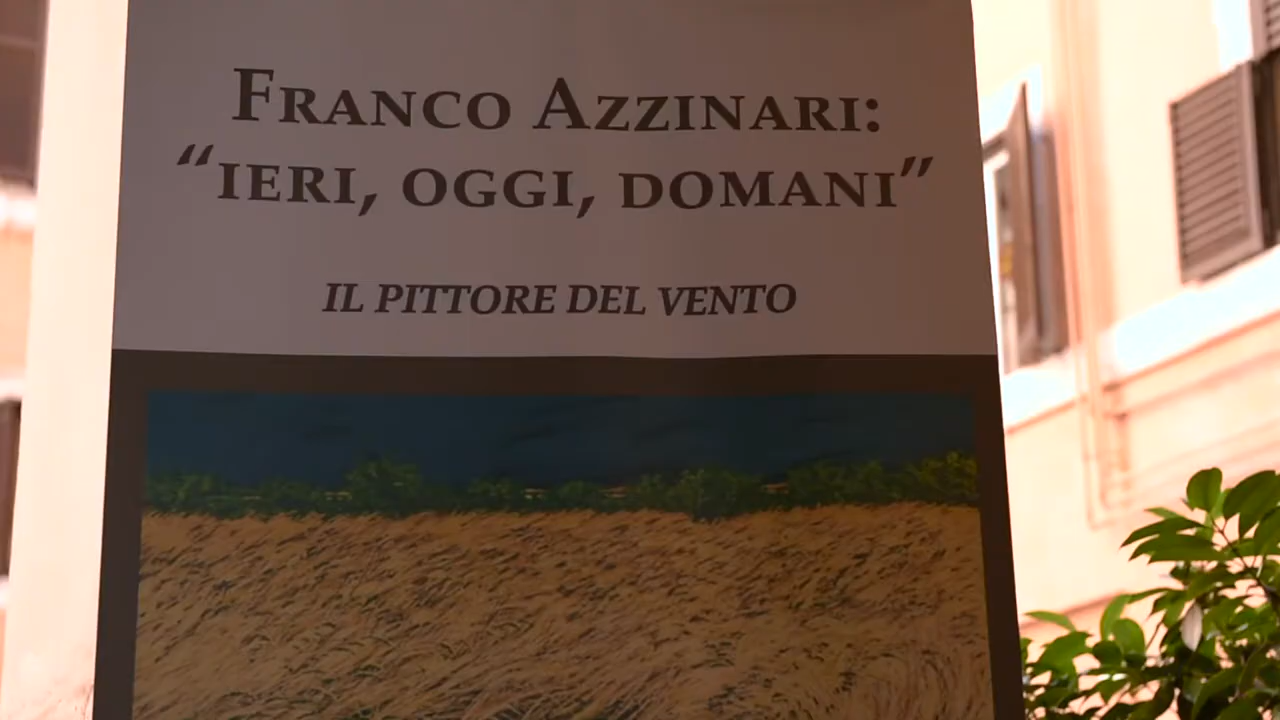 FRANCO AZZINARI:
“IERI, OGGI, DOMANI”
IL PITTORE DEL VENTO